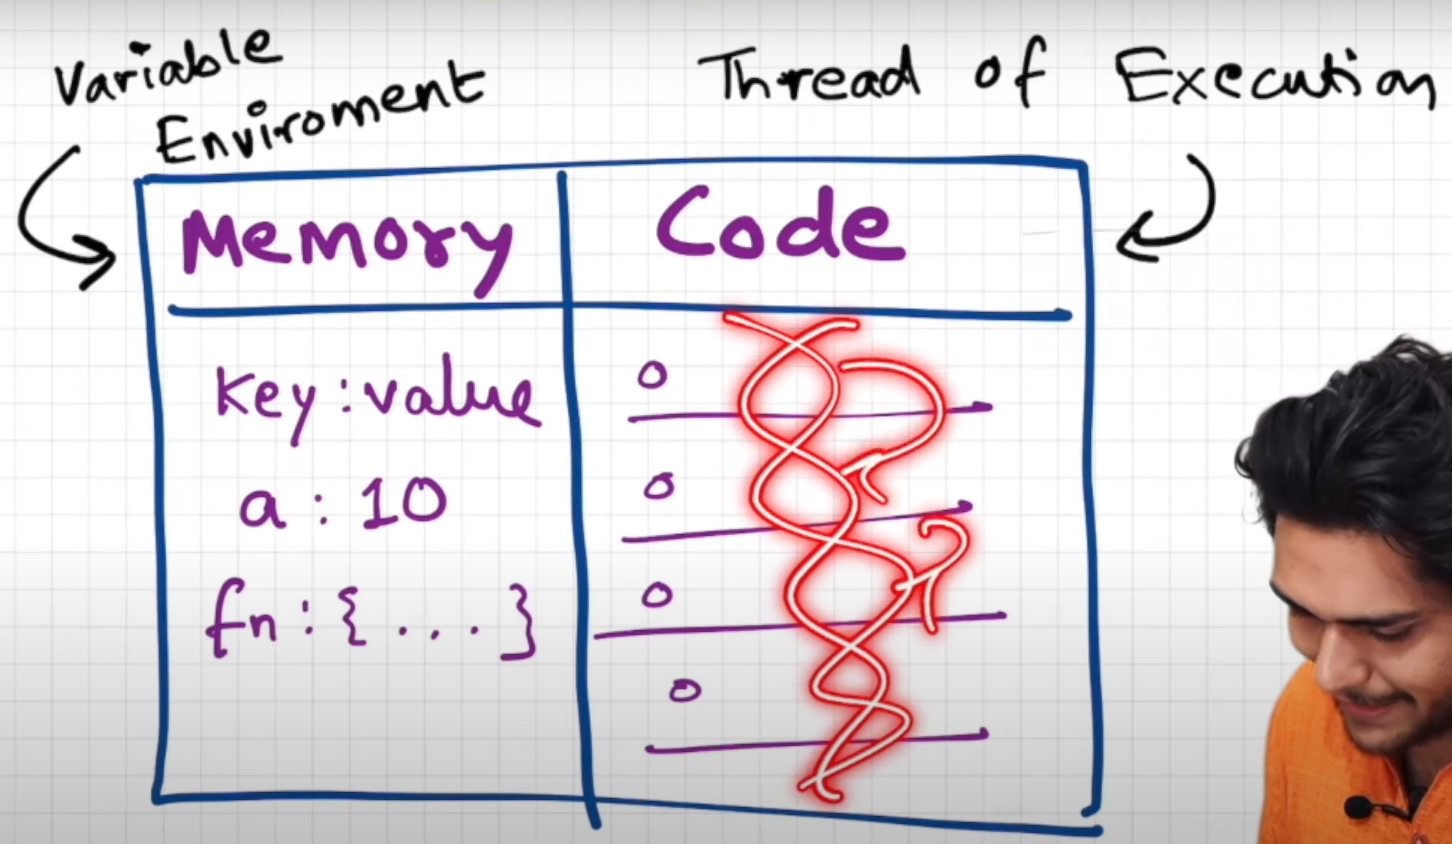 Variable
Enviroment
Thread of Execution
Memory
Code
key : value
a : 10
fn : { . . . }